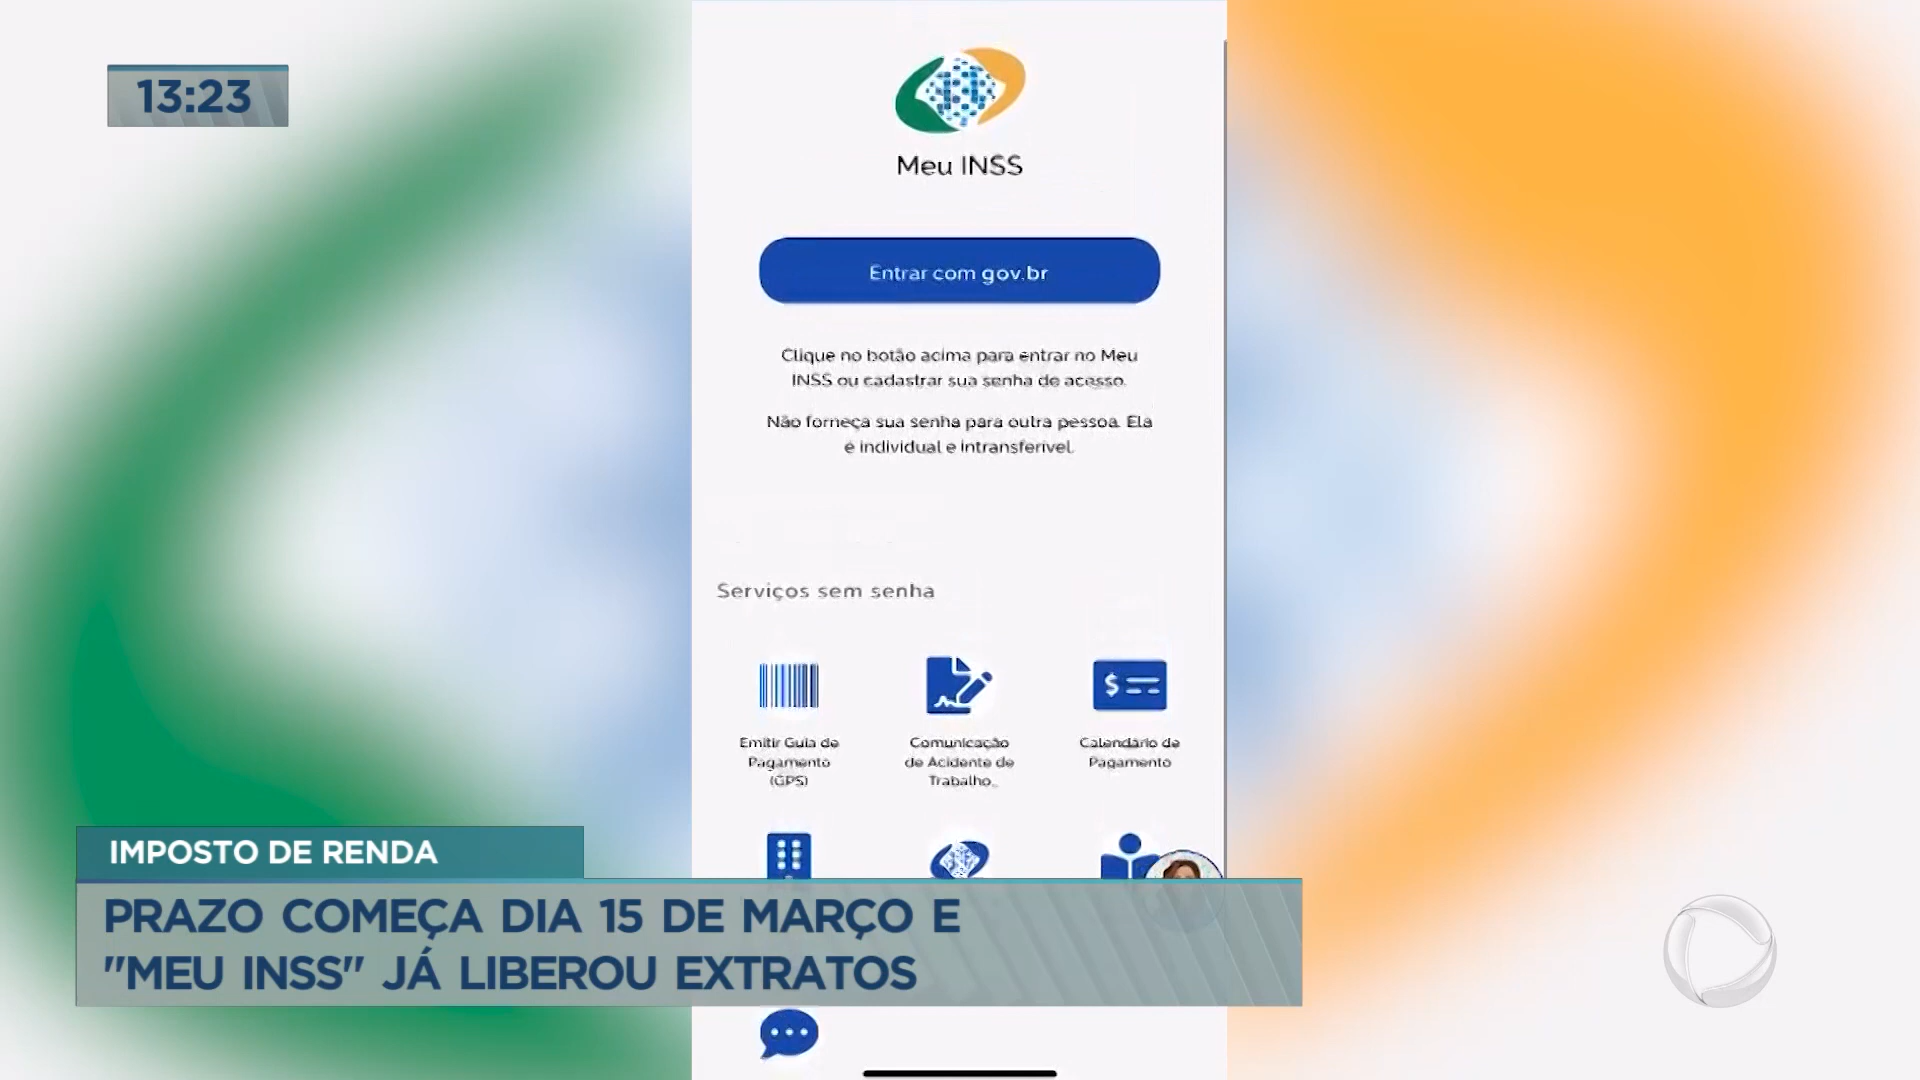 13:23
Meu INSS
Entrar com gov.br
Clique no botão acima para entrar no Meu
INSS ou cadastrar sua senha de acesso.
Não forneça sua senha para outra pessoa. Ela
é individual e intransferível.
Serviços sem senha
Emitir Guia de
Pagamento
(GPS)
Comunicação
de Acidente de
Trabalho...
Calendário de
Pagamento
IMPOSTO DE RENDA
PRAZO COMEÇA DIA 15 DE MARÇO E
"MEU INSS" JÁ LIBEROU EXTRATOS